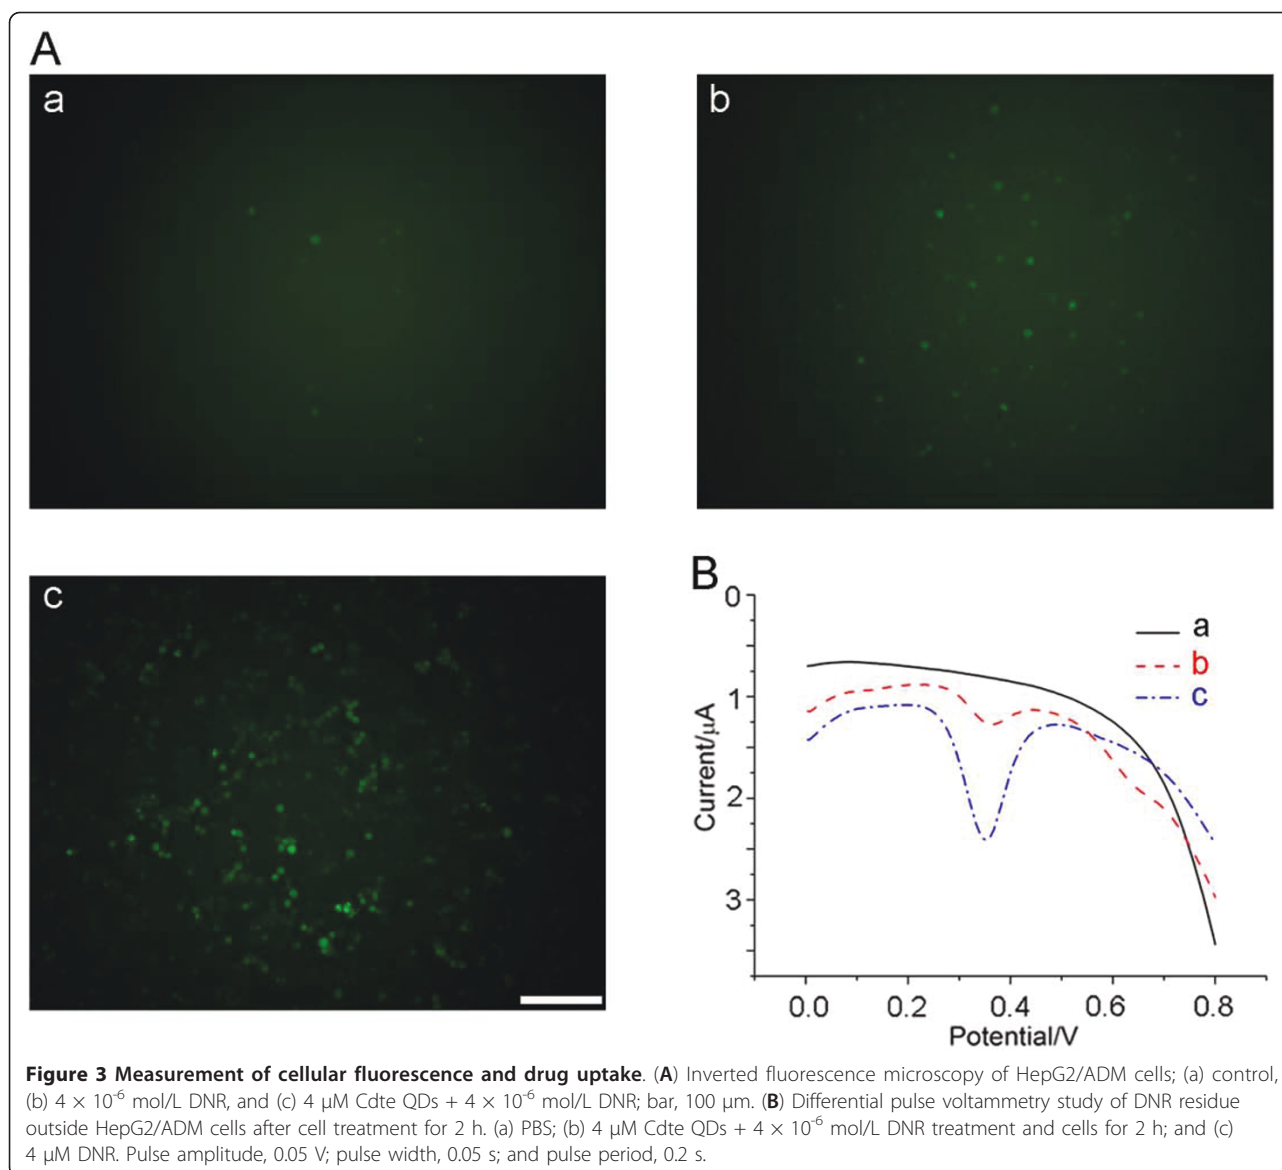 A
a
b
c
B
0
1
2
3
Current/μA
a
b
c
0.0 0.2 0.4 0.6 0.8
Potential/V
Figure 3 Measurement of cellular fluorescence and drug uptake. (A) Inverted fluorescence microscopy of HepG2/ADM cells; (a) control,
(b) 4 × 10⁻⁶ mol/L DNR, and (c) 4 μM Cdte QDs + 4 × 10⁻⁶ mol/L DNR; bar, 100 μm. (B) Differential pulse voltammetry study of DNR residue
outside HepG2/ADM cells after cell treatment for 2 h. (a) PBS; (b) 4 μM Cdte QDs + 4 × 10⁻⁶ mol/L DNR treatment and cells for 2 h; and (c)
4 μM DNR. Pulse amplitude, 0.05 V; pulse width, 0.05 s; and pulse period, 0.2 s.